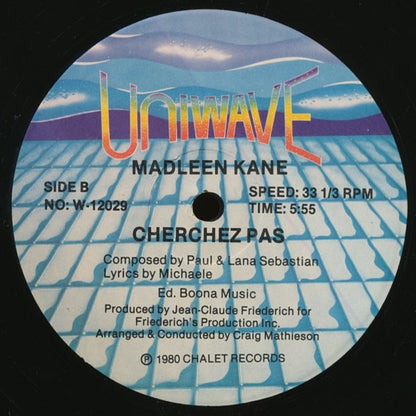 UNIWAVE
MADLEEN KANE
SIDE B
NO: W-12029
SPEED: 33 1/3 RPM
TIME: 5:55
CHERCHEZ PAS
Composed by Paul & Lana Sebastian
Lyrics by Michaele
Ed. Boona Music
Produced by Jean-Claude Friederich for
Friederich's Production Inc.
Arranged & Conducted by Craig Mathieson
℗ 1980 CHALET RECORDS